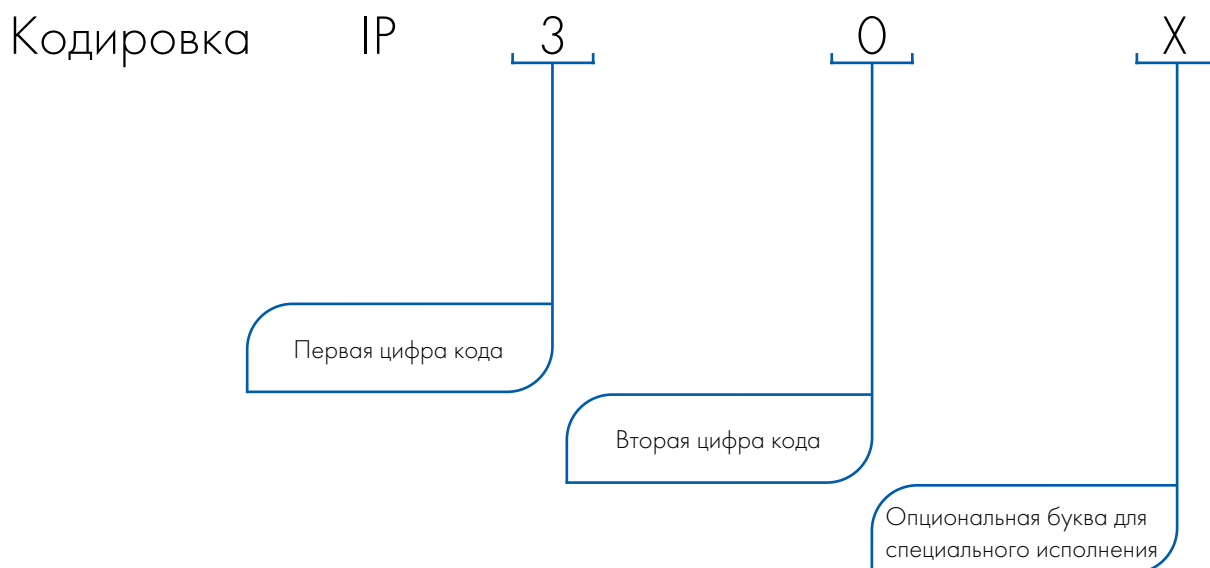 Кодировка IP 3 0 X
Первая цифра кода
Вторая цифра кода
Опциональная буква для
специального исполнения